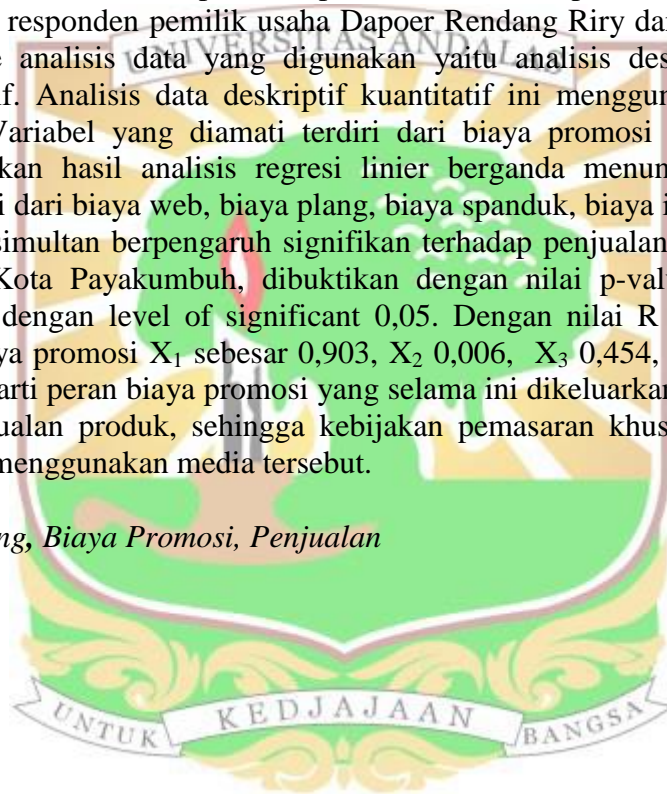 responden pemilik usaha Dapoer Rendang Riry dan
UNIVERSITAS ANDALAS
analisis data yang digunakan yaitu analisis des
if. Analisis data deskriptif kuantitatif ini menggun
Variabel yang diamati terdiri dari biaya promosi
kan hasil analisis regresi linier berganda menun
i dari biaya web, biaya plang, biaya spanduk, biaya i
simultan berpengaruh signifikan terhadap penjualan
Kota Payakumbuh, dibuktikan dengan nilai p-valu
dengan level of significant 0,05. Dengan nilai R
ya promosi X₁ sebesar 0,903, X₂ 0,006, X₃ 0,454,
arti peran biaya promosi yang selama ini dikeluarkan
ualan produk, sehingga kebijakan pemasaran khus
menggunakan media tersebut.
ng, Biaya Promosi, Penjualan
UNTUK KEDJAJAAN BANGSA